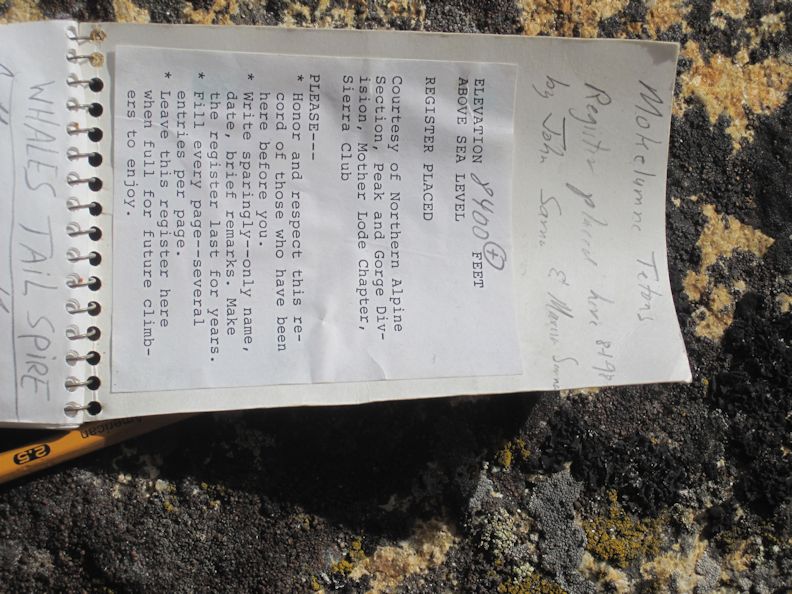 Mokelumne Tetons
Register placed here 8+98
by John Sarna & Maria Sarna
ELEVATION 8400(+) FEET
ABOVE SEA LEVEL
REGISTER PLACED
Courtesy of Northern Alpine
Section, Peak and Gorge Div-
ision, Mother Lode Chapter,
Sierra Club
PLEASE---
* Honor and respect this re-
cord of those who have been
here before you.
* Write sparingly--only name,
date, brief remarks. Make
the register last for years.
* Fill every page--several
entries per page.
* Leave this register here
when full for future climb-
ers to enjoy.
WHALES TAIL SPIRE
American
2.5